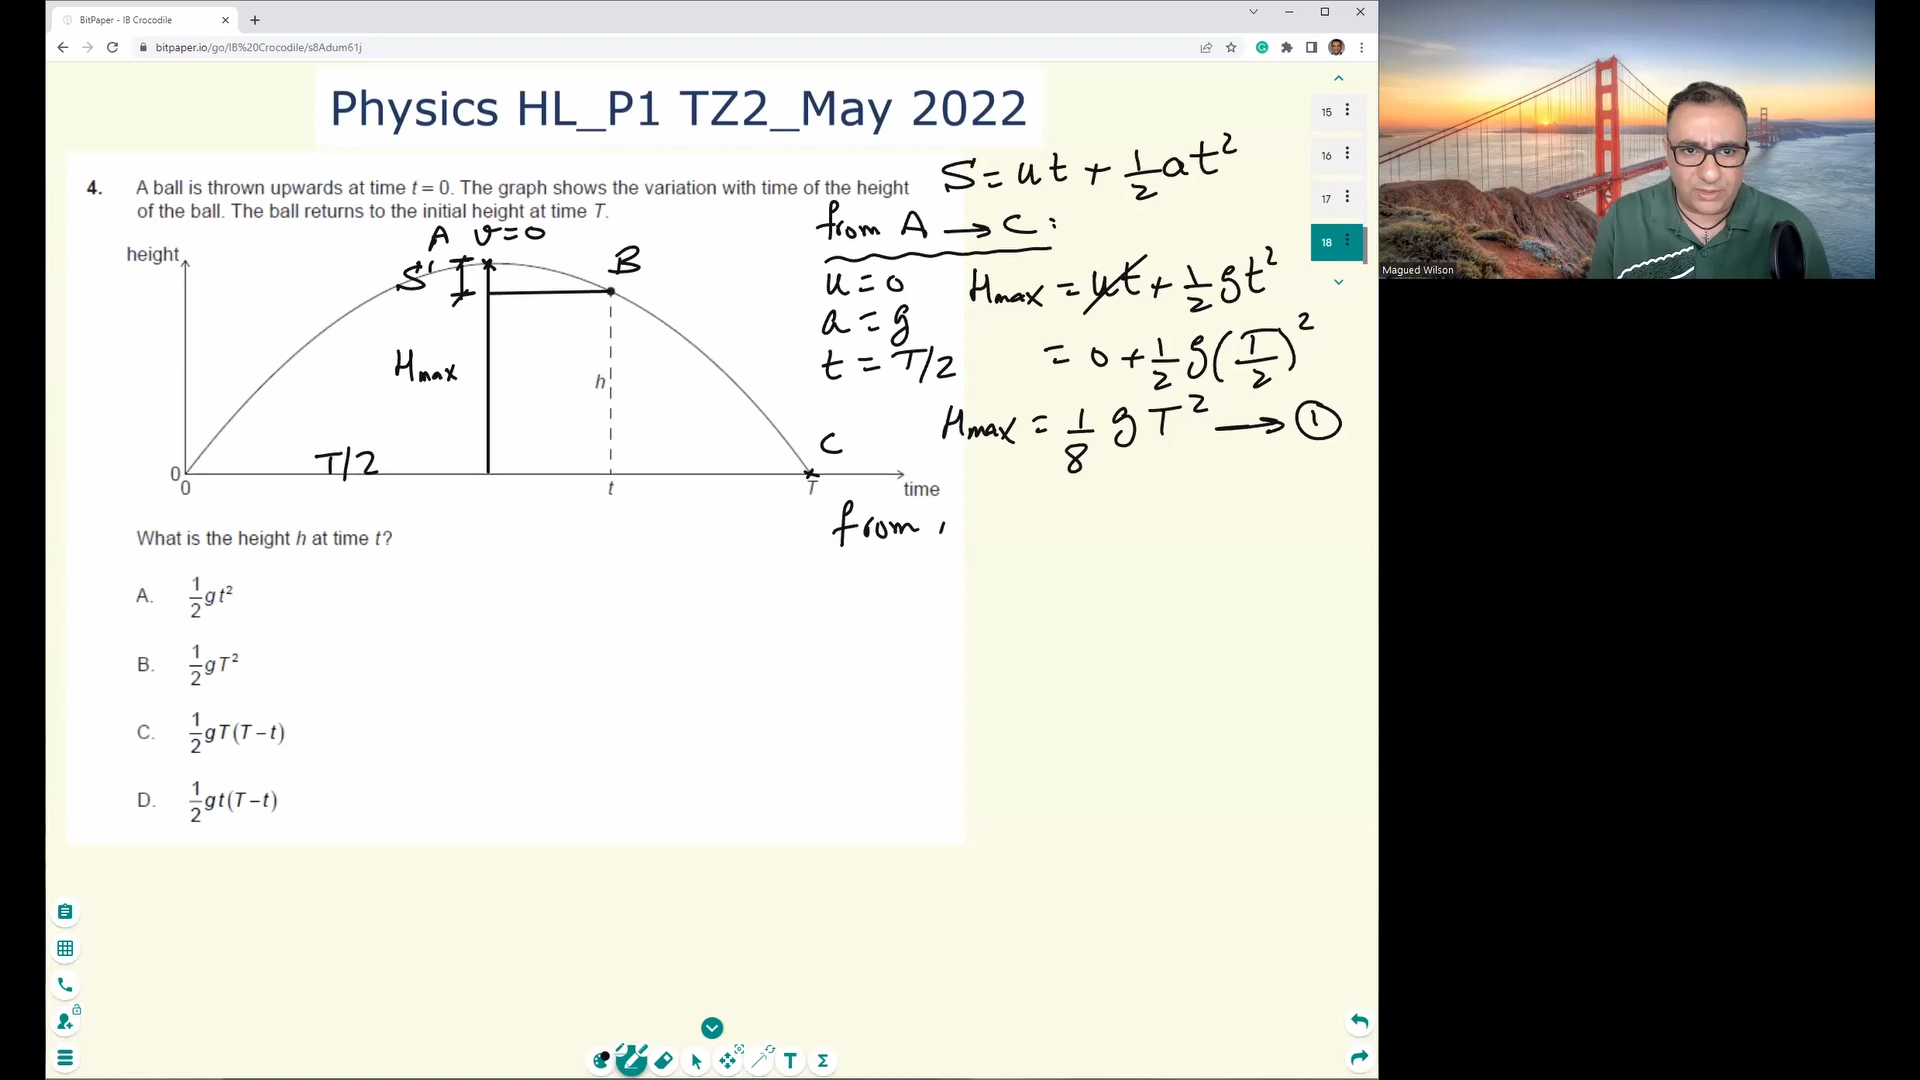 BitPaper - IB Crocodile
bitpaper.io/go/IB%20Crocodile/s8Adum61j
Physics HL_P1 TZ2_May 2022
15
16
17
18
4. A ball is thrown upwards at time t = 0. The graph shows the variation with time of the height
of the ball. The ball returns to the initial height at time T.
S = ut + 1/2 at²
from A → C :
A v=0
height
S'
B
u = 0
a = g
t = T/2
Hmax = ut + 1/2 gt²
= 0 + 1/2 g(T/2)²
Hmax = 1/8 g T² → ①
Hmax
h
C
T/2
0
0
t
T
time
from
What is the height h at time t?
A. 1/2 gt²
B. 1/2 gT²
C. 1/2 gT(T−t)
D. 1/2 gt(T−t)
T
Σ
Magued Wilson